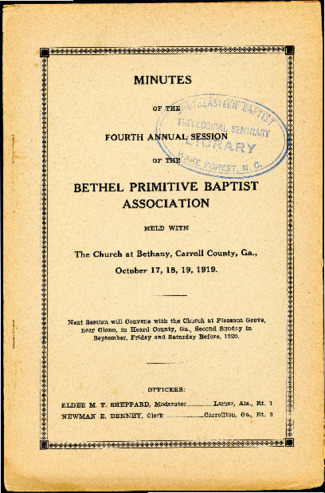 MINUTES
OF THE
FOURTH ANNUAL SESSION
OF THE
BETHEL PRIMITIVE BAPTIST
ASSOCIATION
HELD WITH
The Church at Bethany, Carroll County, Ga.,
October 17, 18, 19, 1919.
Next Session will Convene with the Church at Pleasant Grove,
near Glenn, in Heard County, Ga., Second Sunday in
September, Friday and Saturday Before, 1920.
OFFICERS:
ELDER M. T. SHEPPARD, Moderator Lamar, Ala., Rt. 1
NEWMAN E. DENNEY, Clerk Carrollton, Ga., Rt.
SOUTHEASTERN BAPTIST
THEOLOGICAL SEMINARY
LIBRARY
WAKE FOREST, N. C.